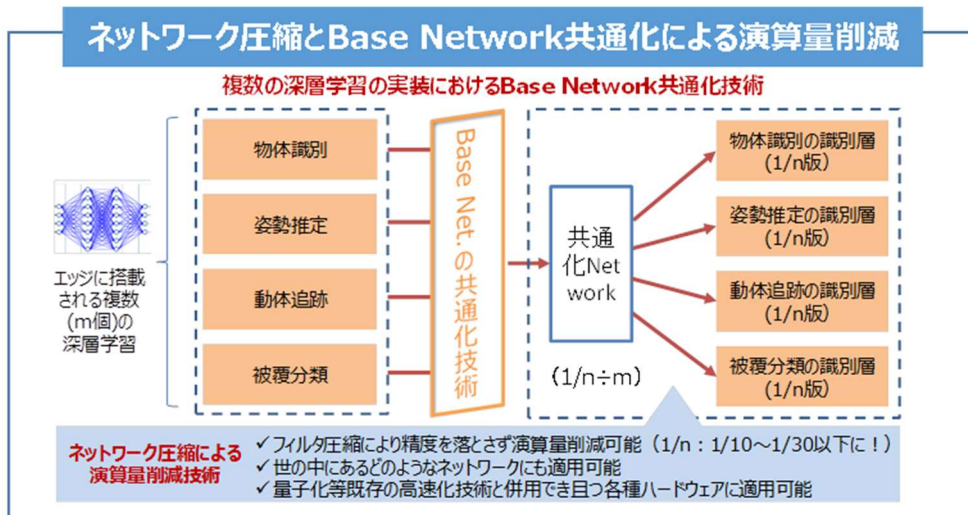 ネットワーク圧縮とBase Network共通化による演算量削減
複数の深層学習の実装におけるBase Network共通化技術
エッジに搭載
される複数
(m個)の
深層学習
物体識別
姿勢推定
動体追跡
被覆分類
Base Net.の共通化技術
共通
化Net
work
(1/n÷m)
物体識別の識別層
(1/n版)
姿勢推定の識別層
(1/n版)
動体追跡の識別層
(1/n版)
被覆分類の識別層
(1/n版)
ネットワーク圧縮による
演算量削減技術
✓フィルタ圧縮により精度を落とさず演算量削減可能（1/n：1/10～1/30以下に！）
✓世の中にあるどのようなネットワークにも適用可能
✓量子化等既存の高速化技術と併用でき且つ各種ハードウェアに適用可能